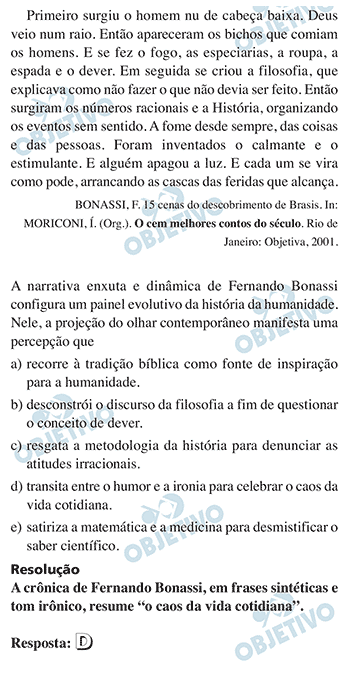 Primeiro surgiu o homem nu de cabeça baixa. Deus
veio num raio. Então apareceram os bichos que comiam
os homens. E se fez o fogo, as especiarias, a roupa, a
espada e o dever. Em seguida se criou a filosofia, que
explicava como não fazer o que não devia ser feito. Então
surgiram os números racionais e a História, organizando
os eventos sem sentido. A fome desde sempre, das coisas
e das pessoas. Foram inventados o calmante e o
estimulante. E alguém apagou a luz. E cada um se vira
como pode, arrancando as cascas das feridas que alcança.
BONASSI, F. 15 cenas do descobrimento de Brasis. In:
MORICONI, Í. (Org.). O cem melhores contos do século. Rio de
Janeiro: Objetiva, 2001.
A narrativa enxuta e dinâmica de Fernando Bonassi
configura um painel evolutivo da história da humanidade.
Nele, a projeção do olhar contemporâneo manifesta uma
percepção que
a) recorre à tradição bíblica como fonte de inspiração
para a humanidade.
b) desconstrói o discurso da filosofia a fim de questionar
o conceito de dever.
c) resgata a metodologia da história para denunciar as
atitudes irracionais.
d) transita entre o humor e a ironia para celebrar o caos da
vida cotidiana.
e) satiriza a matemática e a medicina para desmistificar o
saber científico.
Resolução
A crônica de Fernando Bonassi, em frases sintéticas e
tom irônico, resume “o caos da vida cotidiana”.
Resposta: D
OBJETIVO
OBJETIVO
OBJETIVO
OBJETIVO
OBJETIVO
OBJETIVO
OBJETIVO